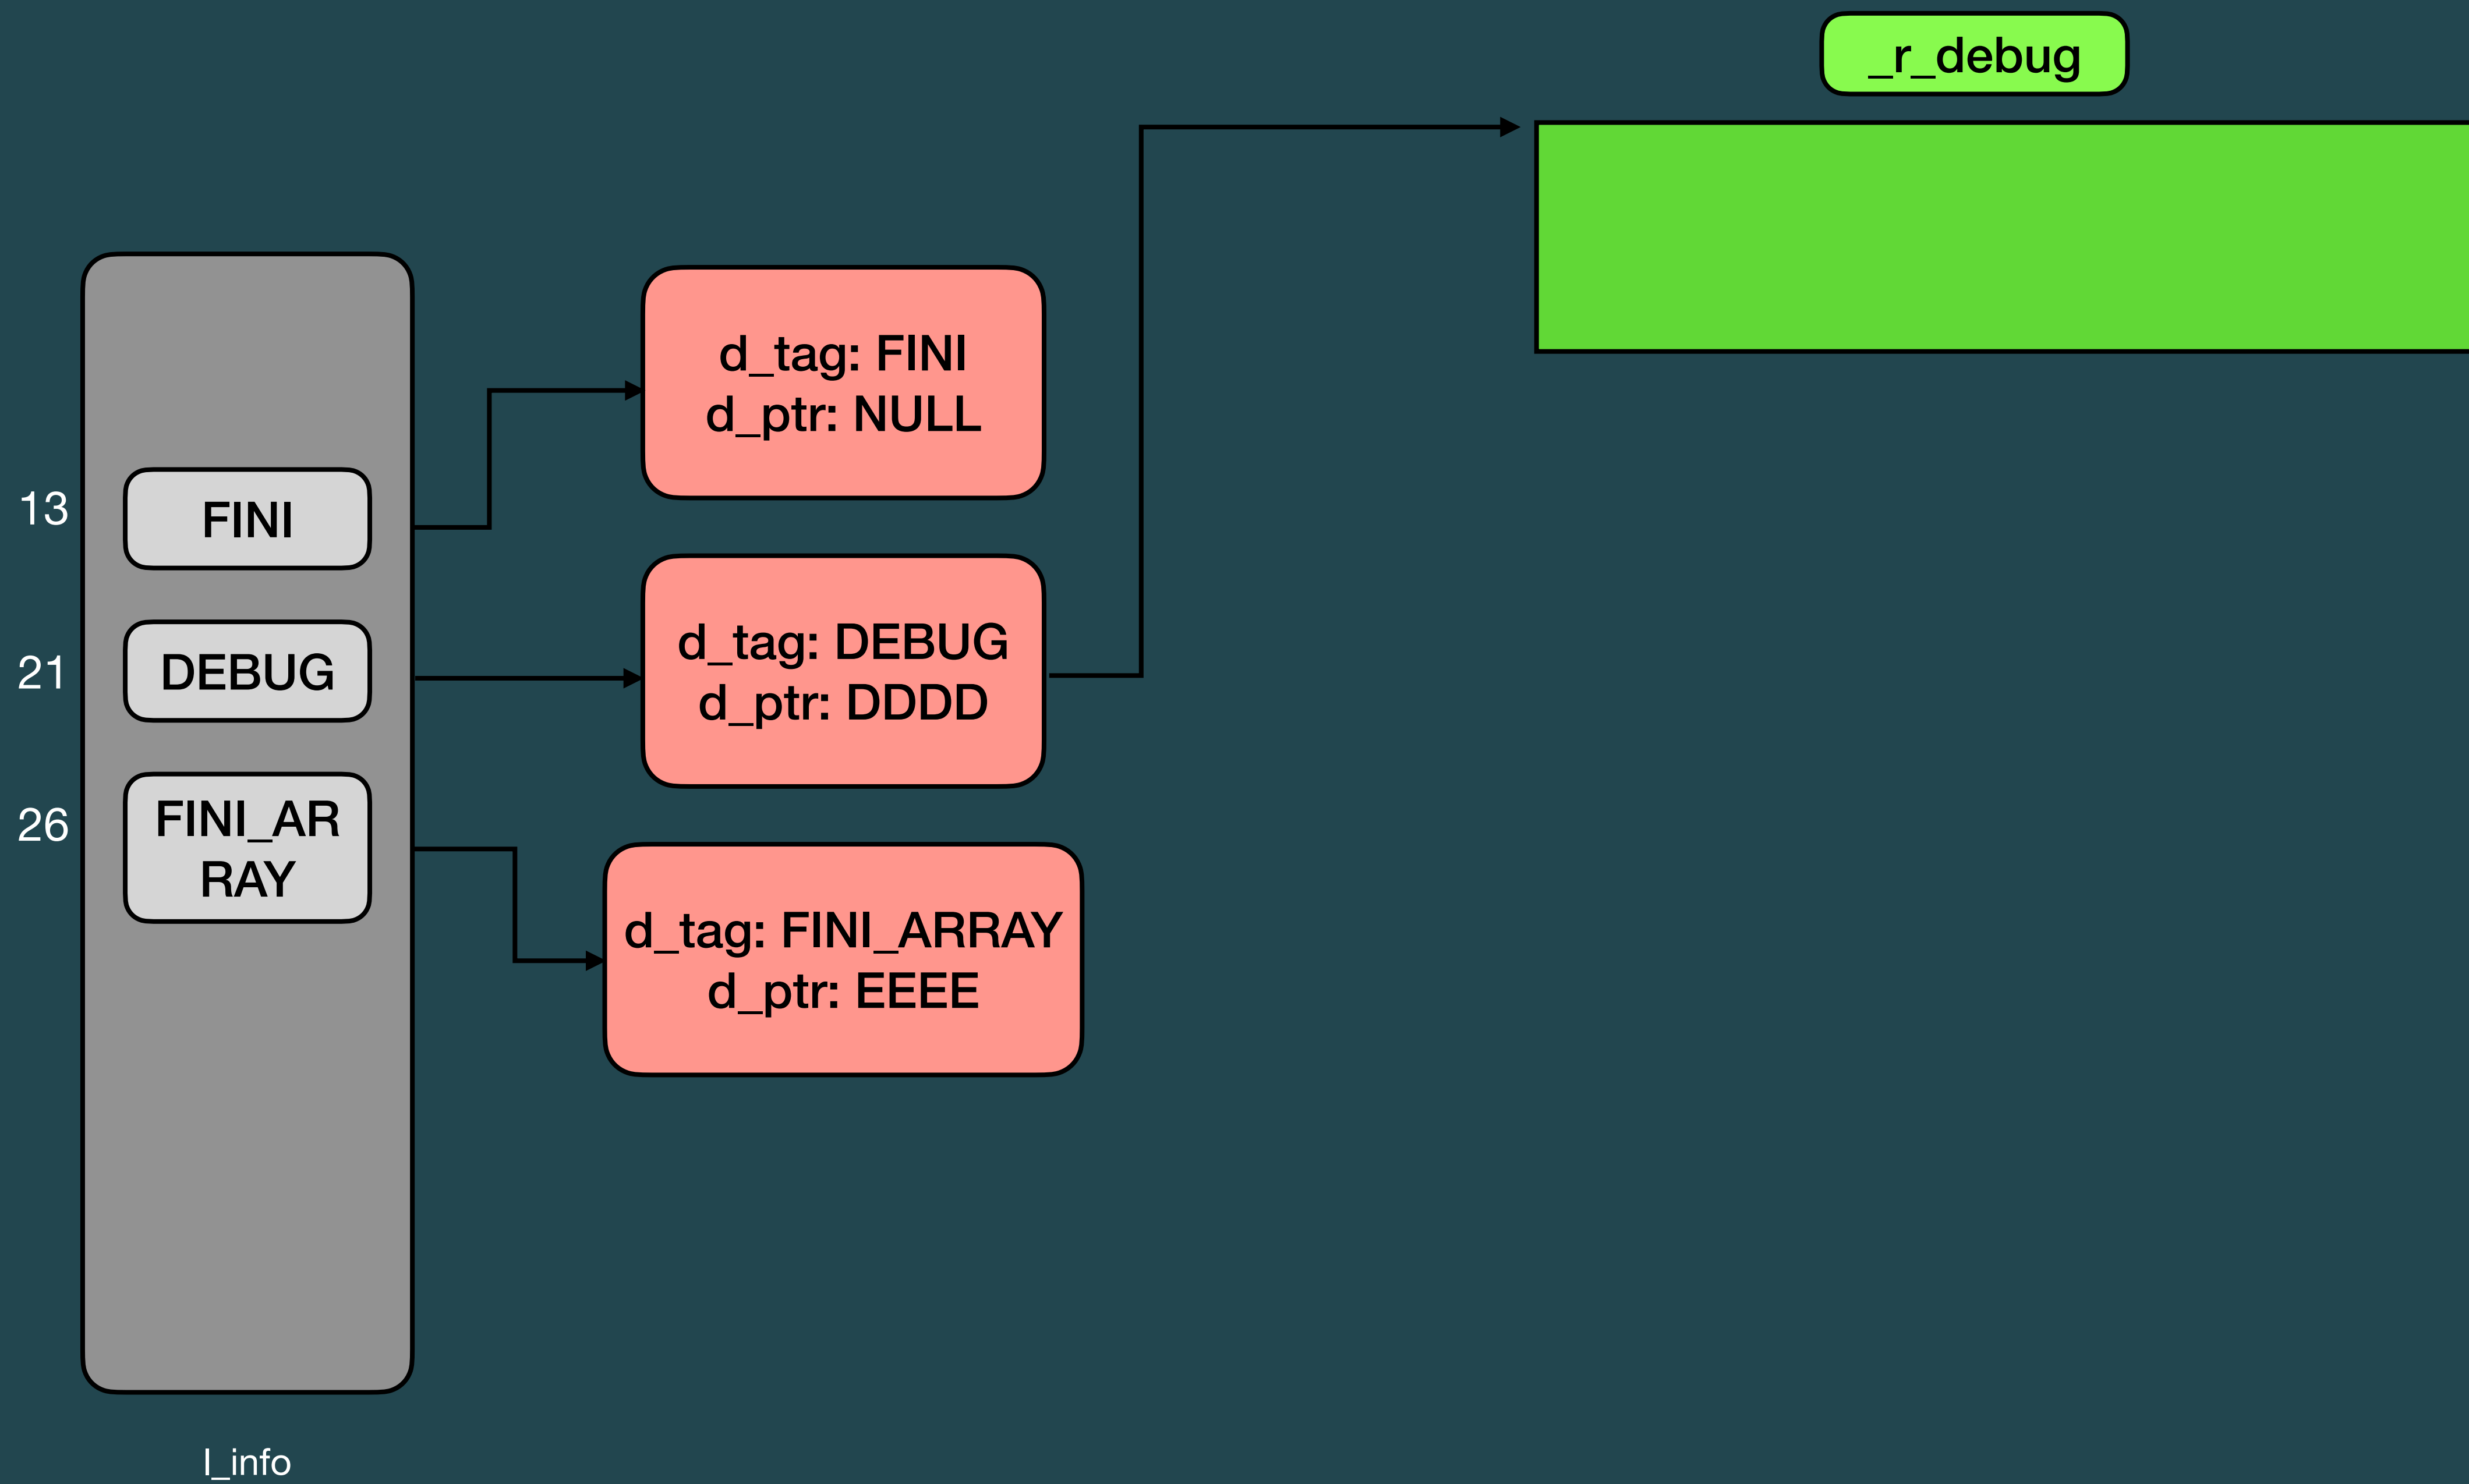 _r_debug
d_tag: FINI
d_ptr: NULL
13
FINI
d_tag: DEBUG
d_ptr: DDDD
21
DEBUG
26
FINI_AR
RAY
d_tag: FINI_ARRAY
d_ptr: EEEE
l_info